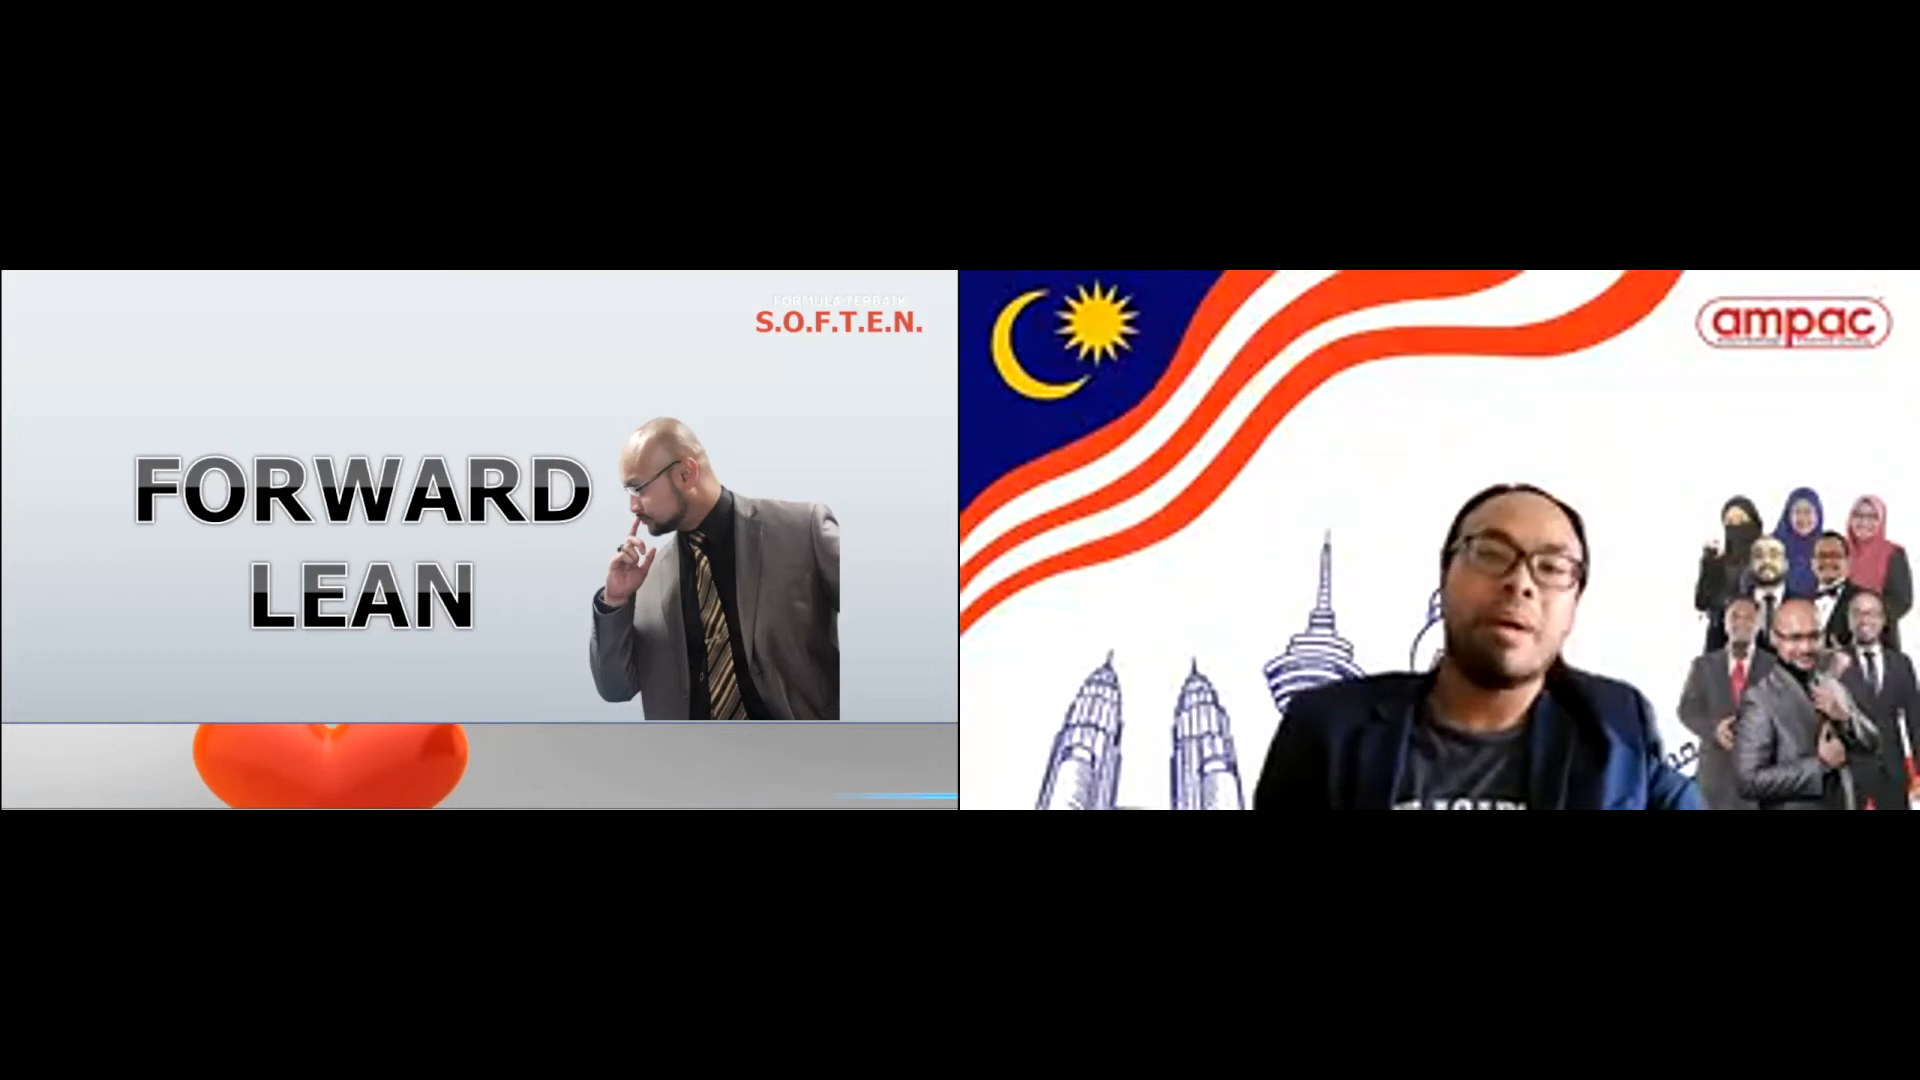 FORMULA TERBAIK
S.O.F.T.E.N.
FORWARD
LEAN
ampac